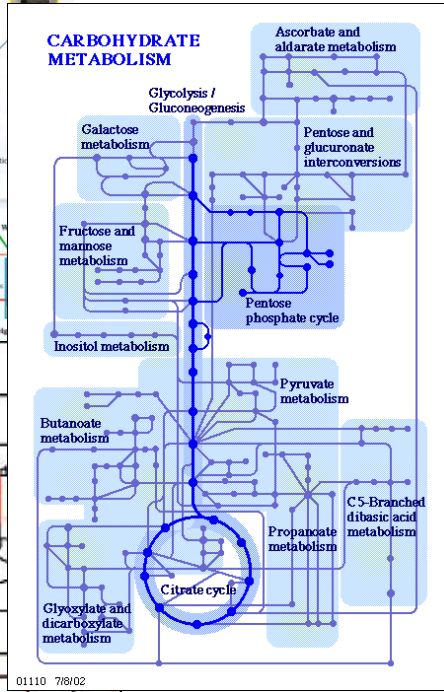 CARBOHYDRATE
METABOLISM
Ascorbate and
aldarate metabolism
Glycolysis /
Gluconeogenesis
Galactose
metabolism
Pentose and
glucuronate
interconversions
Fructose and
mannose
metabolism
Pentose
phosphate cycle
Inositol metabolism
Pyruvate
metabolism
Butanoate
metabolism
C5-Branched
dibasic acid
metabolism
Propanoate
metabolism
Citrate cycle
Glyoxylate and
dicarboxylate
metabolism
01110 7/8/02